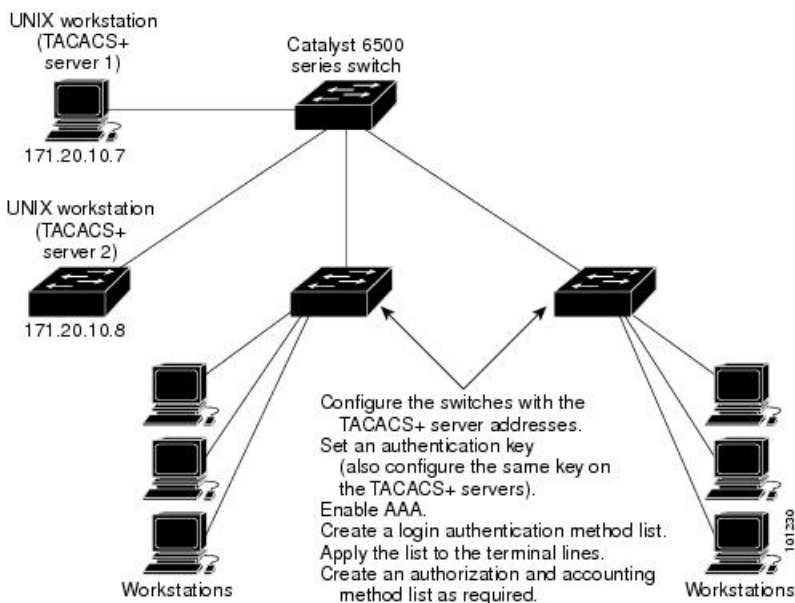 UNIX workstation
(TACACS+
server 1)
Catalyst 6500
series switch
171.20.10.7
UNIX workstation
(TACACS+
server 2)
171.20.10.8
Configure the switches with the
TACACS+ server addresses.
Set an authentication key
(also configure the same key on
the TACACS+ servers).
Enable AAA.
Create a login authentication method list.
Apply the list to the terminal lines.
Create an authorization and accounting
method list as required.
Workstations
Workstations
101230